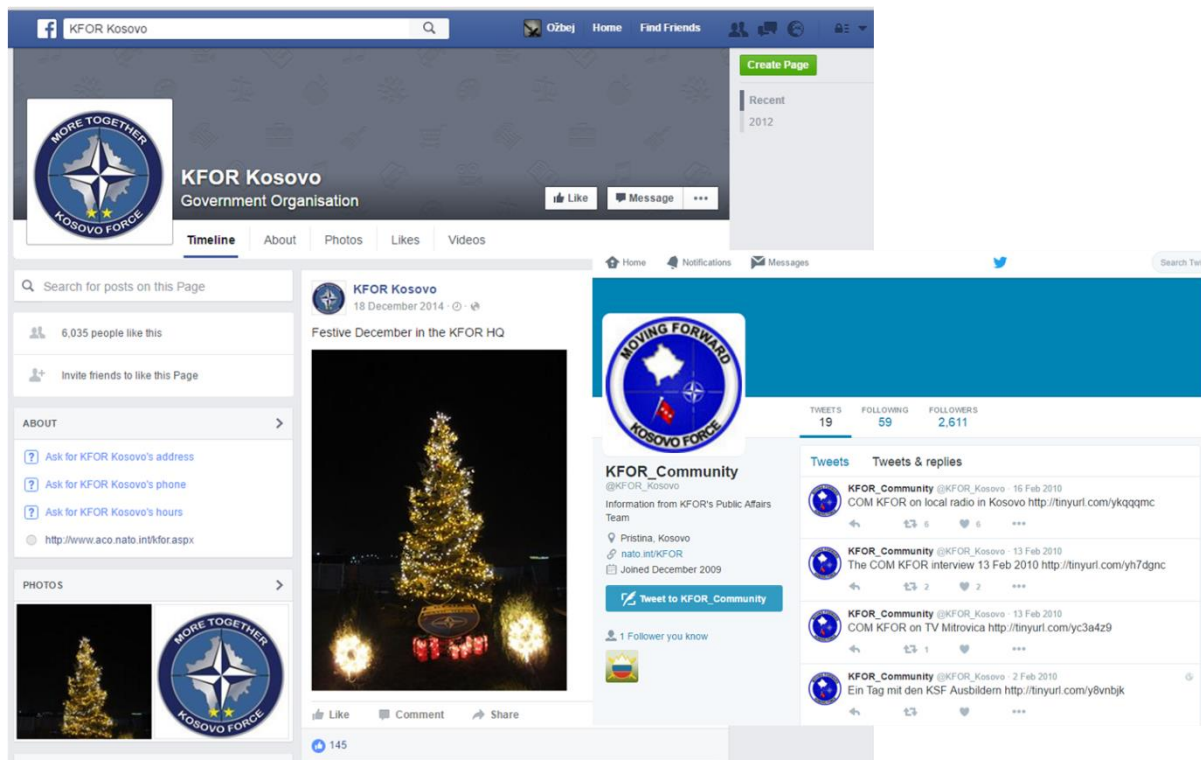 KFOR Kosovo
Ožbej
Home
Find Friends
Create Page
Recent
2012
MORE TOGETHER
KOSOVO FORCE
KFOR Kosovo
Government Organisation
Like
Message
Timeline
About
Photos
Likes
Videos
Search for posts on this Page
6,035 people like this
Invite friends to like this Page
ABOUT
Ask for KFOR Kosovo's address
Ask for KFOR Kosovo's phone
Ask for KFOR Kosovo's hours
http://www.aco.nato.int/kfor.aspx
PHOTOS
MORE TOGETHER
KOSOVO FORCE
KFOR Kosovo
18 December 2014
Festive December in the KFOR HQ
Like
Comment
Share
145
Home
Notifications
Messages
Search Twi
MOVING FORWARD
KOSOVO FORCE
TWEETS
19
FOLLOWING
59
FOLLOWERS
2,611
KFOR_Community
@KFOR_Kosovo
Information from KFOR's Public Affairs
Team
Pristina, Kosovo
nato.int/KFOR
Joined December 2009
Tweet to KFOR_Community
1 Follower you know
Tweets
Tweets & replies
KFOR_Community @KFOR_Kosovo · 16 Feb 2010
COM KFOR on local radio in Kosovo http://tinyurl.com/ykqqqmc
6
6
KFOR_Community @KFOR_Kosovo · 13 Feb 2010
The COM KFOR interview 13 Feb 2010 http://tinyurl.com/yh7dgnc
2
2
KFOR_Community @KFOR_Kosovo · 13 Feb 2010
COM KFOR on TV Mitrovica http://tinyurl.com/yc3a4z9
1
KFOR_Community @KFOR_Kosovo · 2 Feb 2010
Ein Tag mit den KSF Ausbildern http://tinyurl.com/y8vnbjk